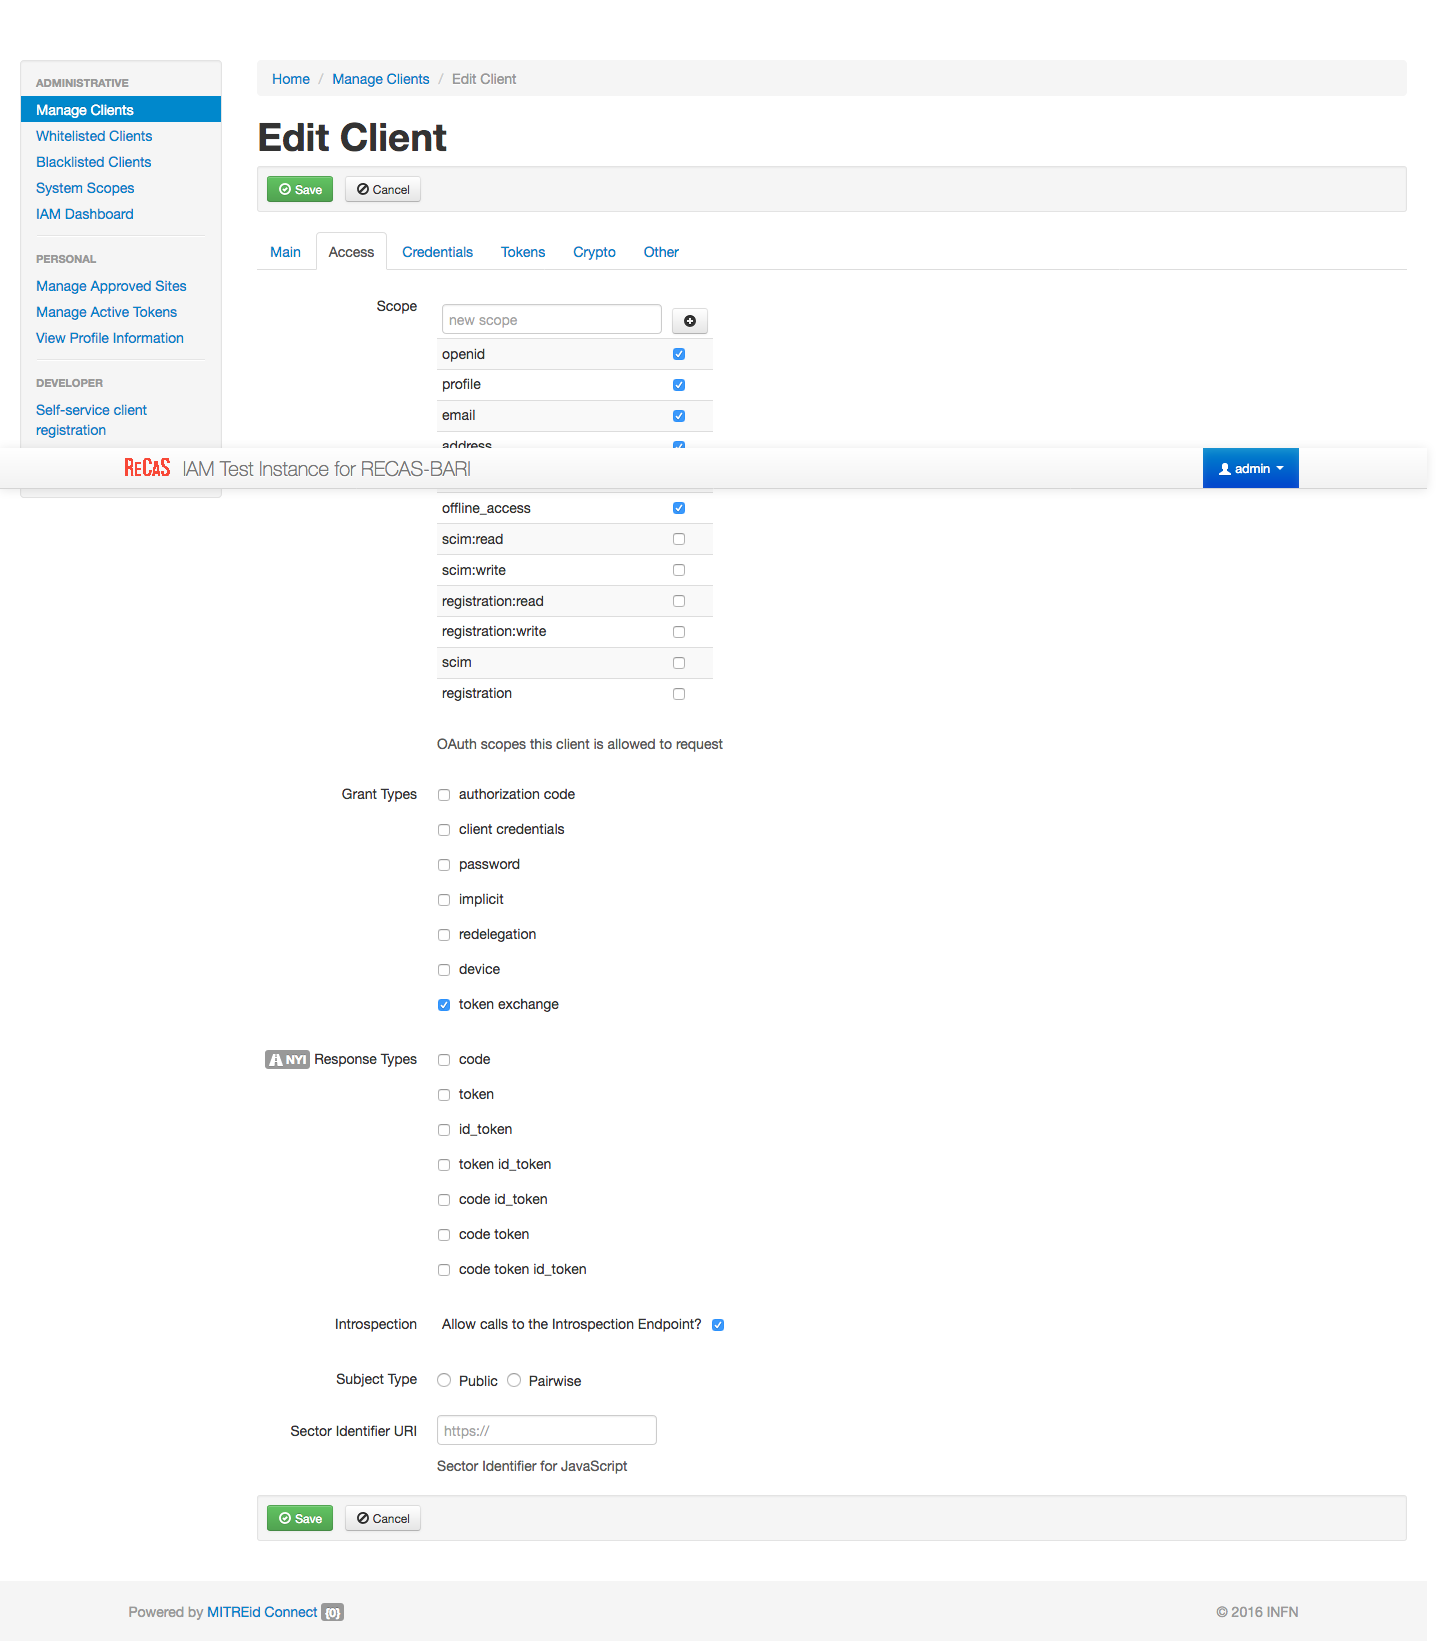 ADMINISTRATIVE
Manage Clients
Whitelisted Clients
Blacklisted Clients
System Scopes
IAM Dashboard
PERSONAL
Manage Approved Sites
Manage Active Tokens
View Profile Information
DEVELOPER
Self-service client
registration
Home / Manage Clients / Edit Client
Edit Client
Save Cancel
Main Access Credentials Tokens Crypto Other
Scope new scope
openid
profile
email
address
RECAS IAM Test Instance for RECAS-BARI admin
offline_access
scim:read
scim:write
registration:read
registration:write
scim
registration
OAuth scopes this client is allowed to request
Grant Types authorization code
client credentials
password
implicit
redelegation
device
token exchange
NYI Response Types code
token
id_token
token id_token
code id_token
code token
code token id_token
Introspection Allow calls to the Introspection Endpoint?
Subject Type Public Pairwise
Sector Identifier URI https://
Sector Identifier for JavaScript
Save Cancel
Powered by MITREid Connect {0} © 2016 INFN